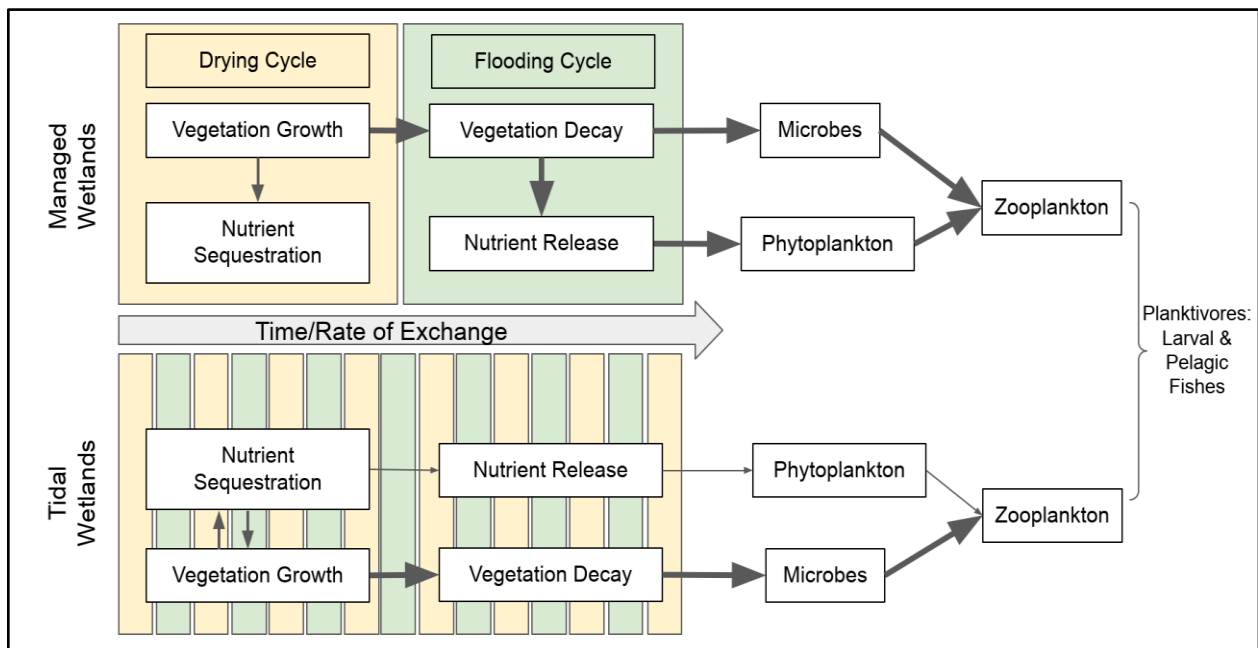 Managed
Wetlands
Drying Cycle
Flooding Cycle
Vegetation Growth
Vegetation Decay
Microbes
Nutrient
Sequestration
Nutrient Release
Phytoplankton
Zooplankton
Time/Rate of Exchange
Planktivores:
Larval &
Pelagic
Fishes
Tidal
Wetlands
Nutrient
Sequestration
Nutrient Release
Phytoplankton
Zooplankton
Vegetation Growth
Vegetation Decay
Microbes